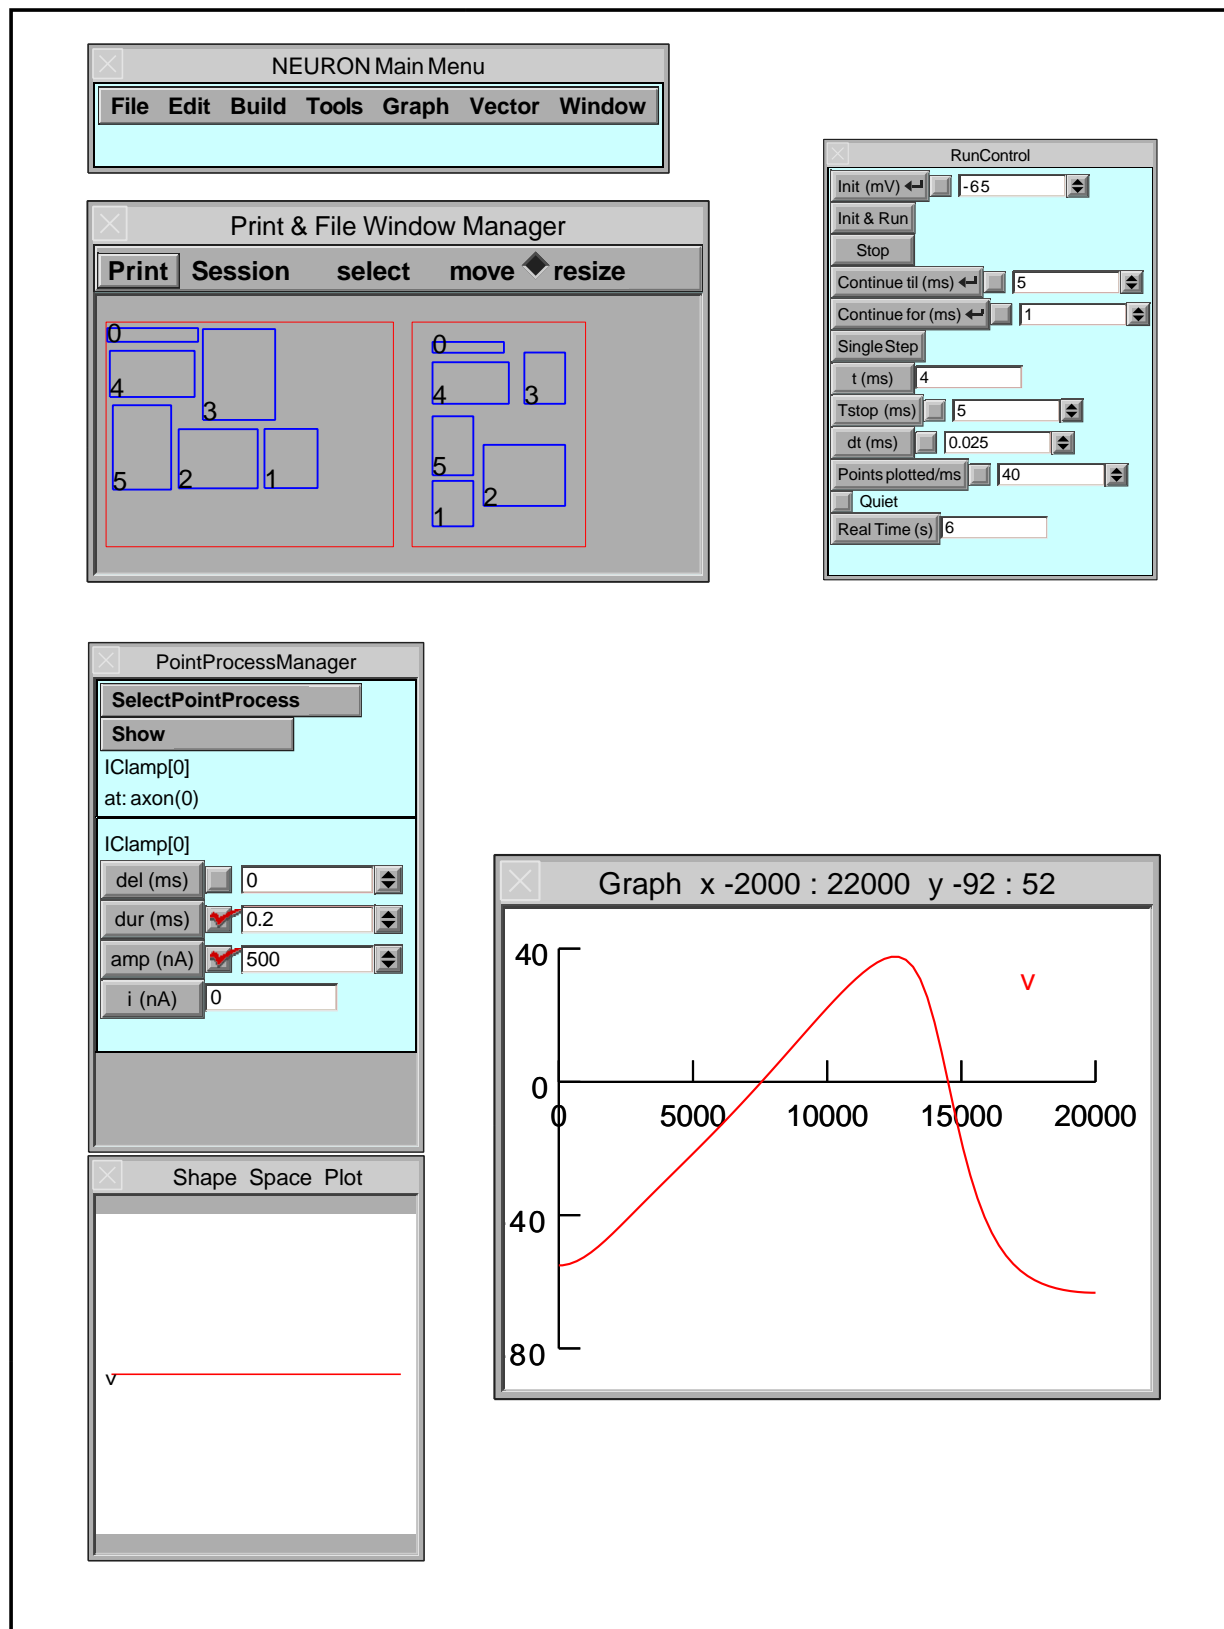 NEURON Main Menu
File Edit Build Tools Graph Vector Window
RunControl
Init (mV) -65
Init & Run
Stop
Continue til (ms) 5
Continue for (ms) 1
Single Step
t (ms) 4
Tstop (ms) 5
dt (ms) 0.025
Points plotted/ms 40
Quiet
Real Time (s) 6
Print & File Window Manager
Print Session select move resize
0
4
3
5
2
1
0
4
3
5
2
1
PointProcessManager
SelectPointProcess
Show
IClamp[0]
at: axon(0)
IClamp[0]
del (ms) 0
dur (ms) 0.2
amp (nA) 500
i (nA) 0
Graph x -2000 : 22000 y -92 : 52
40
v
0
0 5000 10000 15000 20000
40
80
Shape Space Plot
v